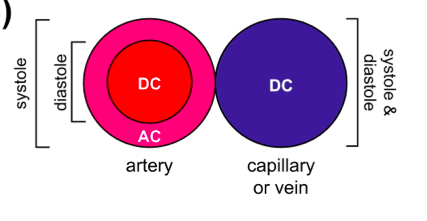 )
systole
diastole
DC
AC
DC
systole &
diastole
artery
capillary
or vein